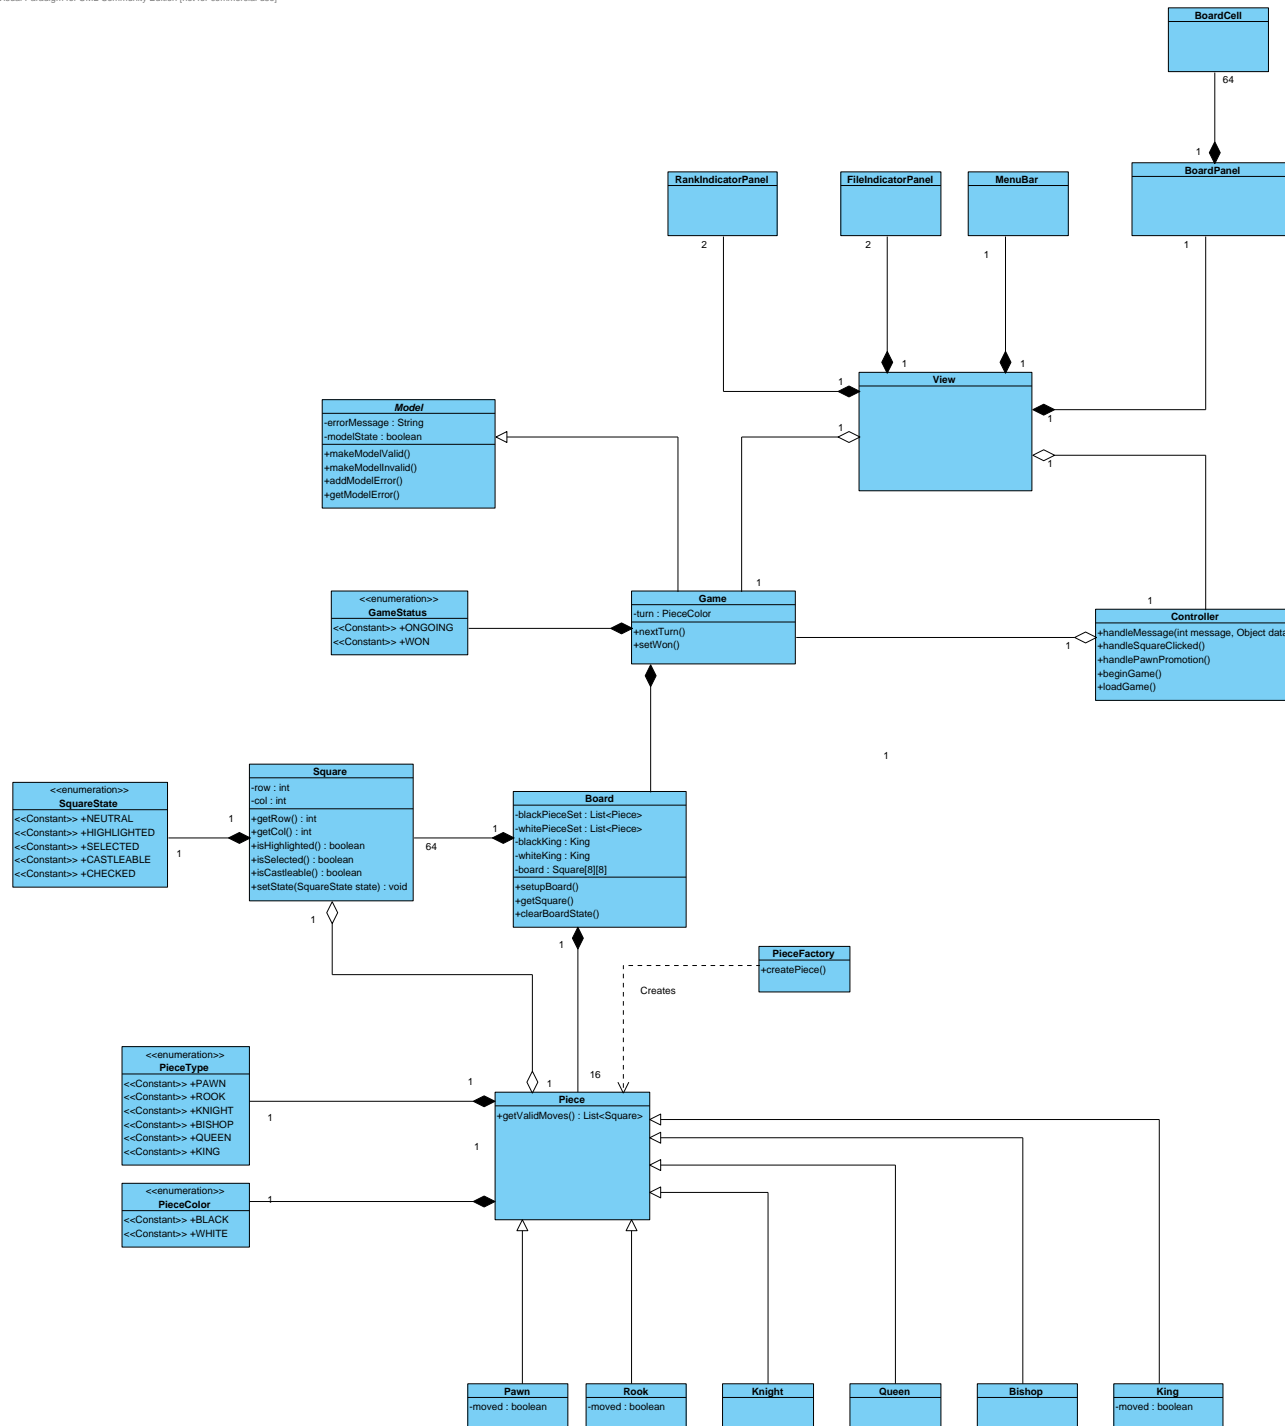 BoardCell
64
1
BoardPanel
RankIndicatorPanel
FileIndicatorPanel
MenuBar
2
2
1
1
1
1
View
1
1
1
1
Model
-errorMessage : String
-modelState : boolean
+makeModelValid()
+makeModelInvalid()
+addModelError()
+getModelError()
1
1
<<enumeration>>
GameStatus
<<Constant>> +ONGOING
<<Constant>> +WON
Game
-turn : PieceColor
+nextTurn()
+setWon()
Controller
+handleMessage(int message, Object data
+handleSquareClicked()
+handlePawnPromotion()
+beginGame()
+loadGame()
1
1
<<enumeration>>
SquareState
<<Constant>> +NEUTRAL
<<Constant>> +HIGHLIGHTED
<<Constant>> +SELECTED
<<Constant>> +CASTLEABLE
<<Constant>> +CHECKED
1
1
Square
-row : int
-col : int
+getRow() : int
+getCol() : int
+isHighlighted() : boolean
+isSelected() : boolean
+isCastleable() : boolean
+setState(SquareState state) : void
64
1
Board
-blackPieceSet : List<Piece>
-whitePieceSet : List<Piece>
-blackKing : King
-whiteKing : King
-board : Square[8][8]
+setupBoard()
+getSquare()
+clearBoardState()
1
1
PieceFactory
+createPiece()
Creates
16
1
1
<<enumeration>>
PieceType
<<Constant>> +PAWN
<<Constant>> +ROOK
<<Constant>> +KNIGHT
<<Constant>> +BISHOP
<<Constant>> +QUEEN
<<Constant>> +KING
1
1
Piece
+getValidMoves() : List<Square>
<<enumeration>>
PieceColor
<<Constant>> +BLACK
<<Constant>> +WHITE
1
Pawn
-moved : boolean
Rook
-moved : boolean
Knight
Queen
Bishop
King
-moved : boolean